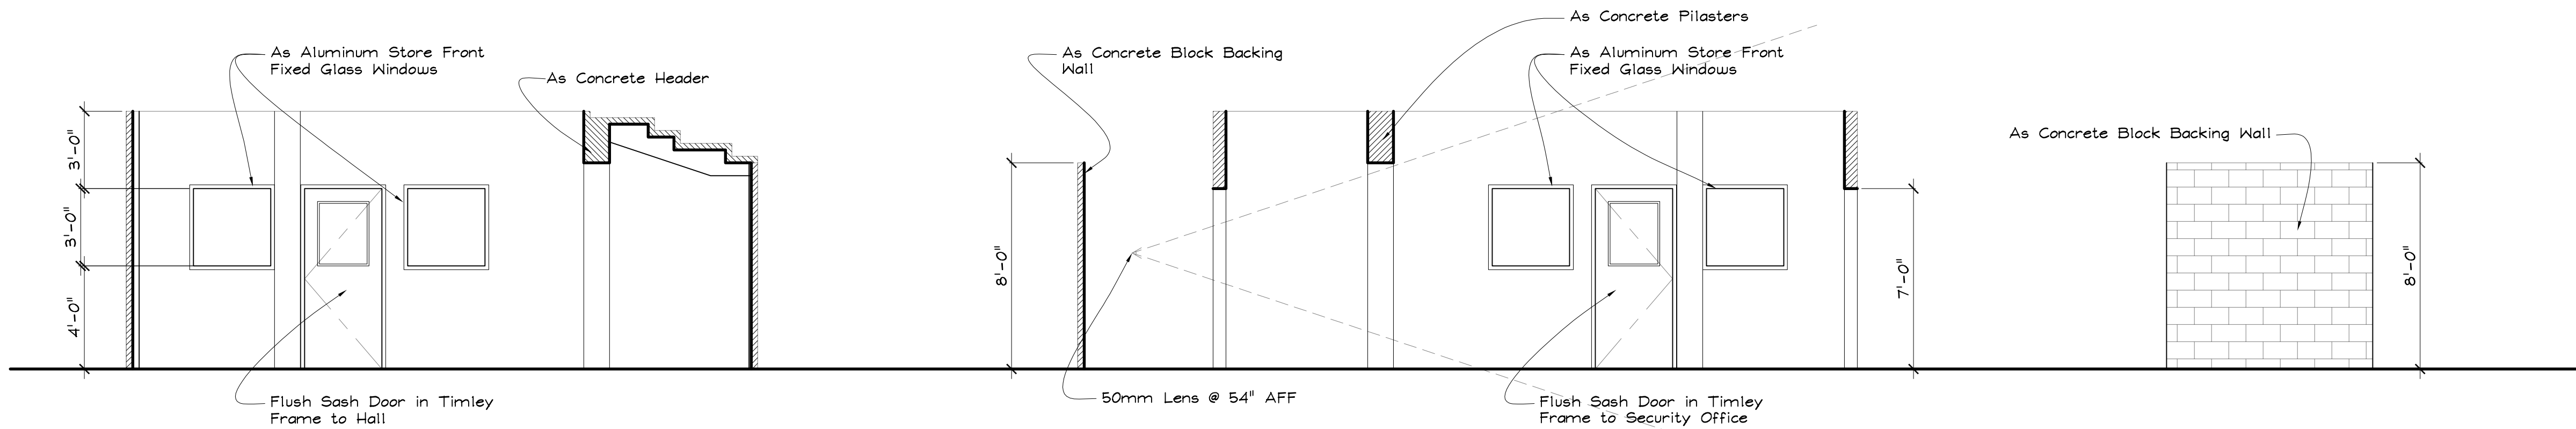 As Aluminum Store Front
Fixed Glass Windows
As Concrete Header
3'-0"
3'-0"
4'-0"
Flush Sash Door in Timley
Frame to Hall
As Concrete Block Backing
Wall
8'-0"
50mm Lens @ 54" AFF
As Concrete Pilasters
As Aluminum Store Front
Fixed Glass Windows
7'-0"
Flush Sash Door in Timley
Frame to Security Office
As Concrete Block Backing Wall
8'-0"